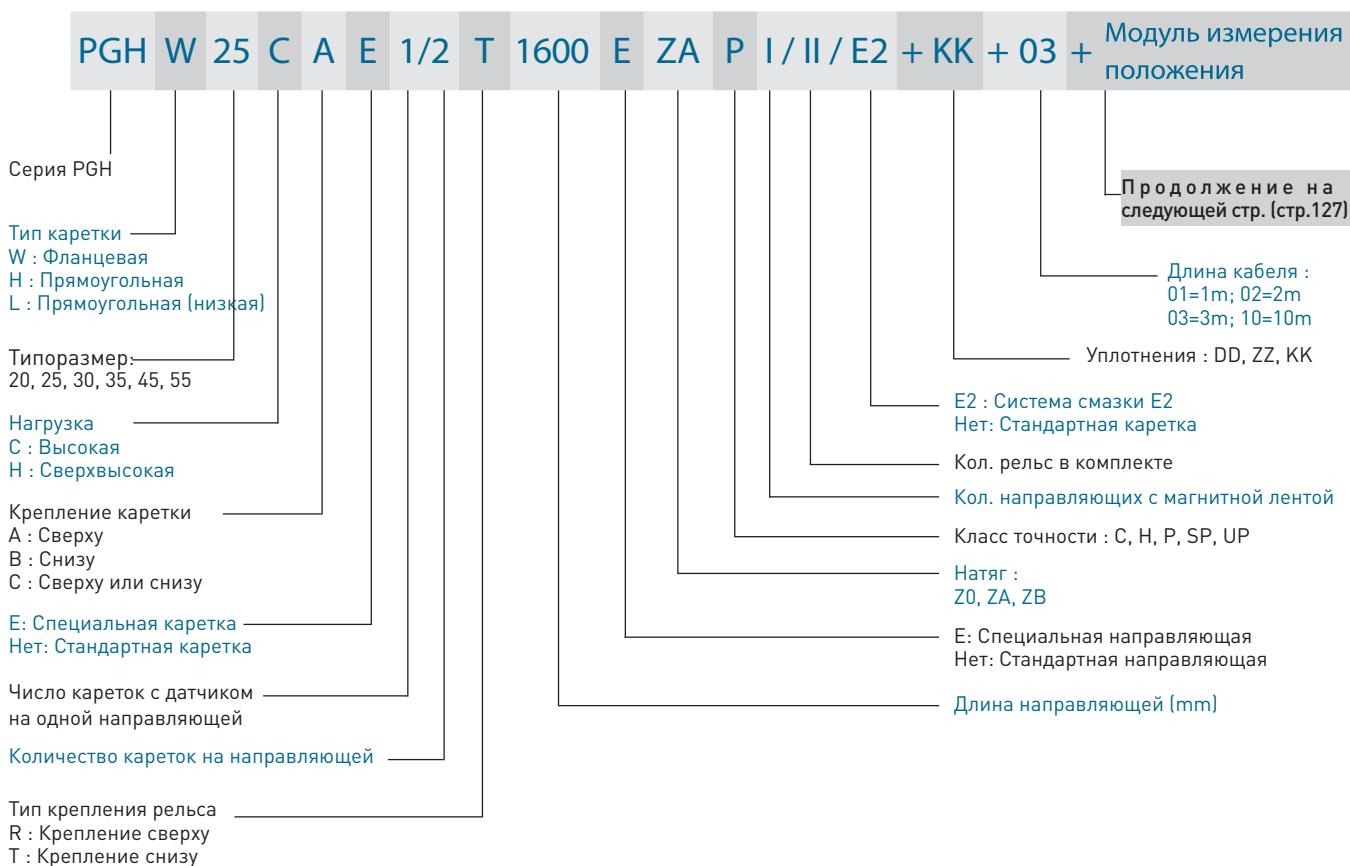 PGH W 25 C A E 1/2 T 1600 E ZA P I / II / E2 + KK + 03 + Модуль измерения
положения
Серия PGH
Тип каретки
W : Фланцевая
H : Прямоугольная
L : Прямоугольная (низкая)
Типоразмер:
20, 25, 30, 35, 45, 55
Нагрузка
C : Высокая
H : Сверхвысокая
Крепление каретки
A : Сверху
B : Снизу
C : Сверху или снизу
E: Специальная каретка
Нет: Стандартная каретка
Число кареток с датчиком
на одной направляющей
Количество кареток на направляющей
Тип крепления рельса
R : Крепление сверху
T : Крепление снизу
Продолжение на
следующей стр. (стр.127)
Длина кабеля :
01=1m; 02=2m
03=3m; 10=10m
Уплотнения : DD, ZZ, KK
E2 : Система смазки E2
Нет: Стандартная каретка
Кол. рельс в комплекте
Кол. направляющих с магнитной лентой
Класс точности : C, H, P, SP, UP
Натяг :
Z0, ZA, ZB
E: Специальная направляющая
Нет: Стандартная направляющая
Длина направляющей (mm)